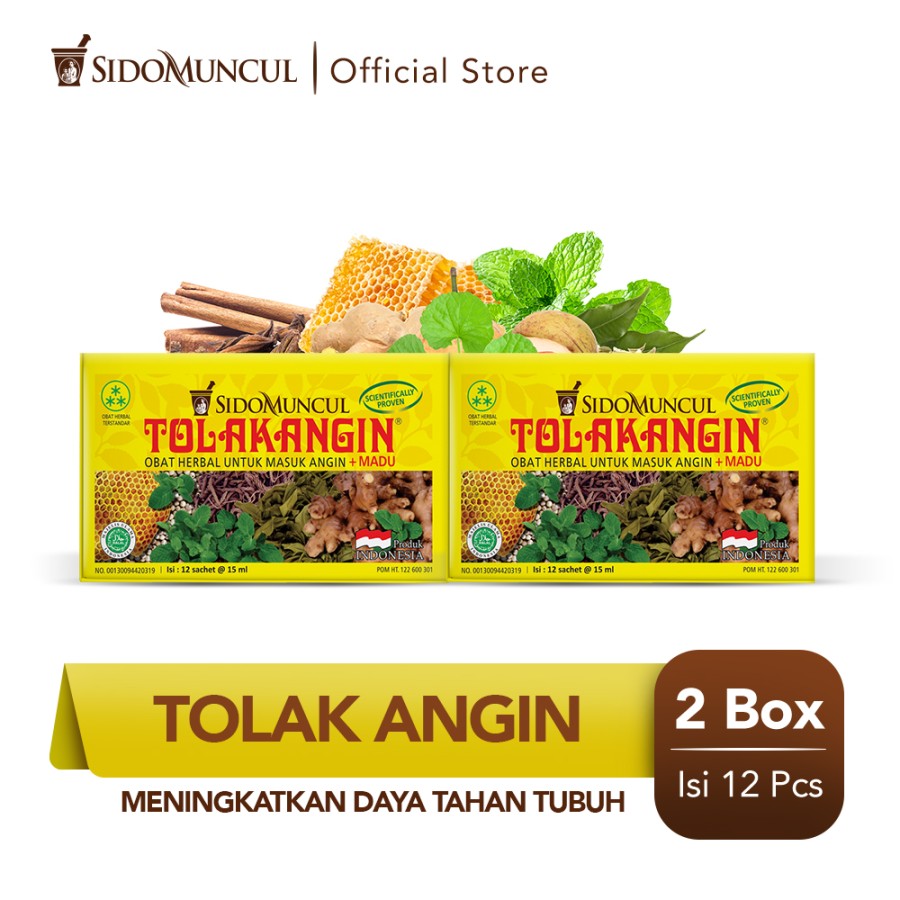 SIDOMUNCUL | Official Store
OBAT HERBAL
TERSTANDAR
SIDOMUNCUL
SCIENTIFICALLY
PROVEN
TOLAKANGIN®
OBAT HERBAL UNTUK MASUK ANGIN + MADU
Produk
INDONESIA
NO. 00130094420319 | Isi : 12 sachet @ 15 ml
POM HT. 122 600 301
OBAT HERBAL
TERSTANDAR
SIDOMUNCUL
SCIENTIFICALLY
PROVEN
TOLAKANGIN®
OBAT HERBAL UNTUK MASUK ANGIN + MADU
Produk
INDONESIA
NO. 00130094420319 | Isi : 12 sachet @ 15 ml
POM HT. 122 600 301
TOLAK ANGIN
MENINGKATKAN DAYA TAHAN TUBUH
2 Box
Isi 12 Pcs